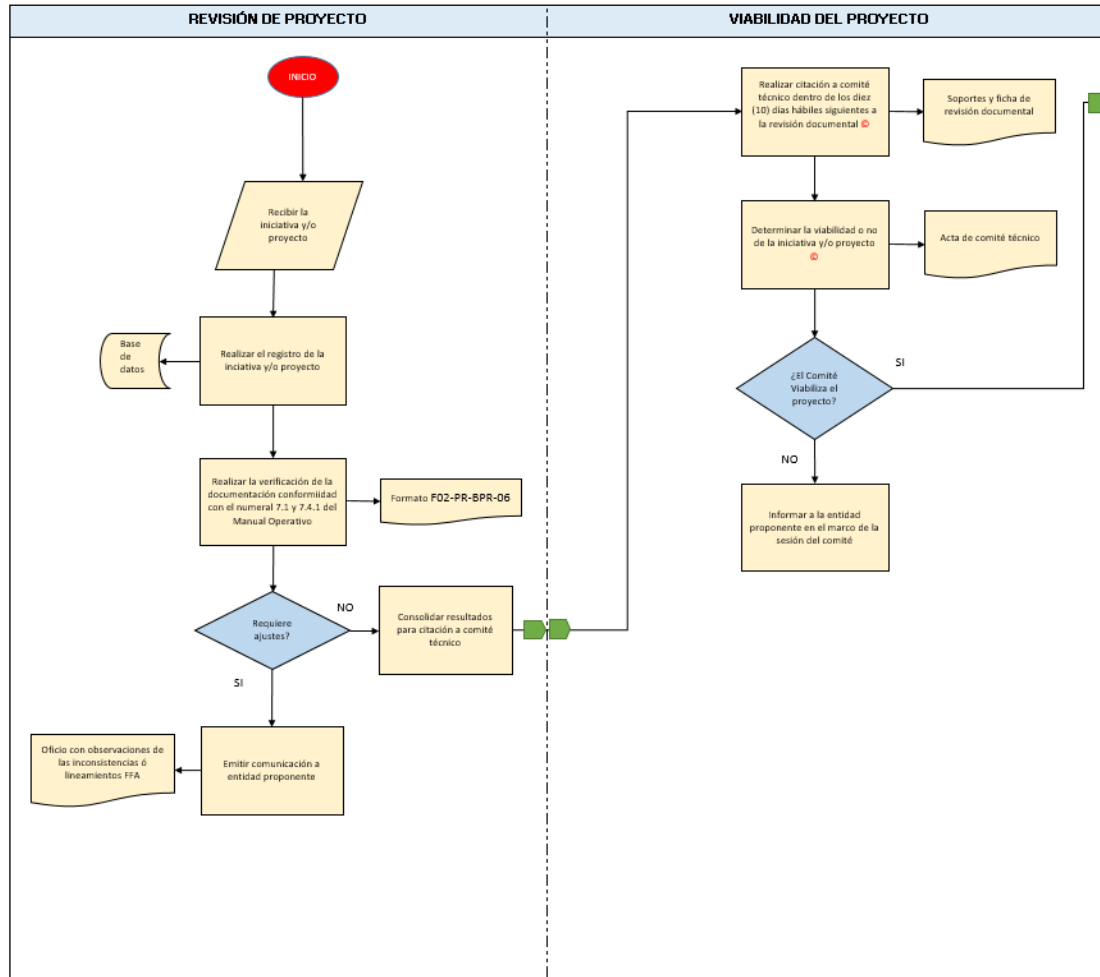 REVISIÓN DE PROYECTO
INICIO
Recibir la
iniciativa y/o
proyecto
Base
de
datos
Realizar el registro de la
inciativa y/o proyecto
Realizar la verificación de la
documentación conformiidad
con el numeral 7.1 y 7.4.1 del
Manual Operativo
Formato F02-PR-BPR-06
Requiere
ajustes?
NO
Consolidar resultados
para citación a comité
técnico
SI
Emitir comunicación a
entidad proponente
Oficio con observaciones de
las inconsistencias ó
lineamientos FFA
VIABILIDAD DEL PROYECTO
Realizar citación a comité
técnico dentro de los diez
(10) días hábiles siguientes a
la revisión documental ©
Soportes y ficha de
revisión documental
Determinar la viabilidad o no
de la iniciativa y/o proyecto
©
Acta de comité técnico
¿El Comité
Viabiliza el
proyecto?
SI
NO
Informar a la entidad
proponente en el marco de la
sesión del comité